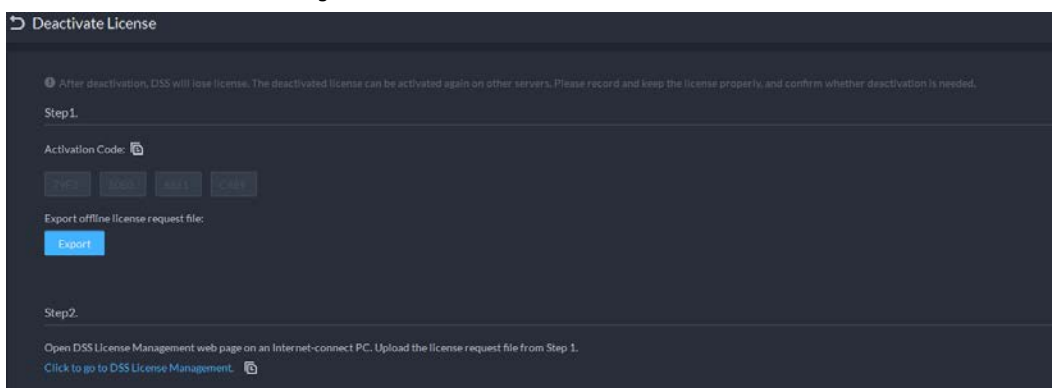 Deactivate License
After deactivation, DSS will lose license. The deactivated license can be activated again on other servers. Please record and keep the license properly, and confirm whether deactivation is needed.
Step1.
Activation Code:
Export offline license request file:
Export
Step2.
Open DSS License Management web page on an Internet-connect PC. Upload the license request file from Step 1.
Click to go to DSS License Management.